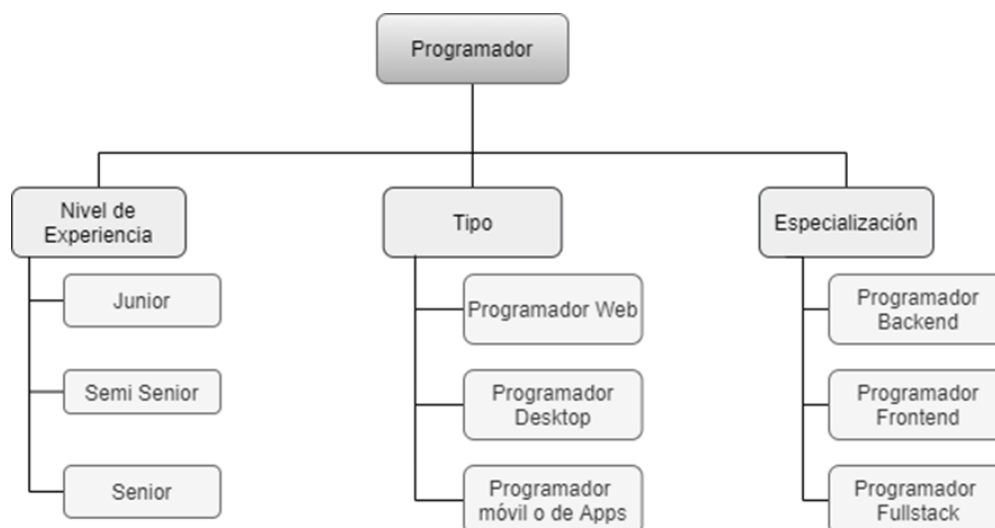 Programador
Nivel de
Experiencia
Junior
Semi Senior
Senior
Tipo
Programador Web
Programador
Desktop
Programador
móvil o de Apps
Especialización
Programador
Backend
Programador
Frontend
Programador
Fullstack